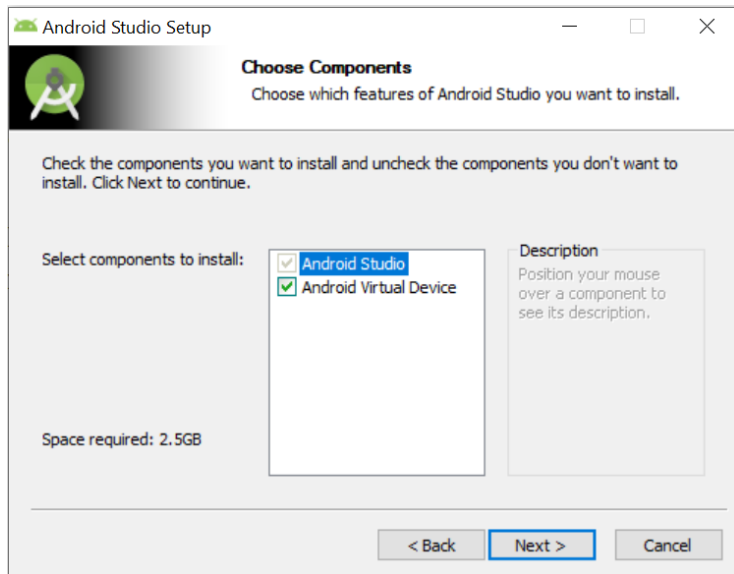 Android Studio Setup
Choose Components
Choose which features of Android Studio you want to install.
Check the components you want to install and uncheck the components you don't want to
install. Click Next to continue.
Select components to install:
Android Studio
Android Virtual Device
Description
Position your mouse
over a component to
see its description.
Space required: 2.5GB
< Back
Next >
Cancel